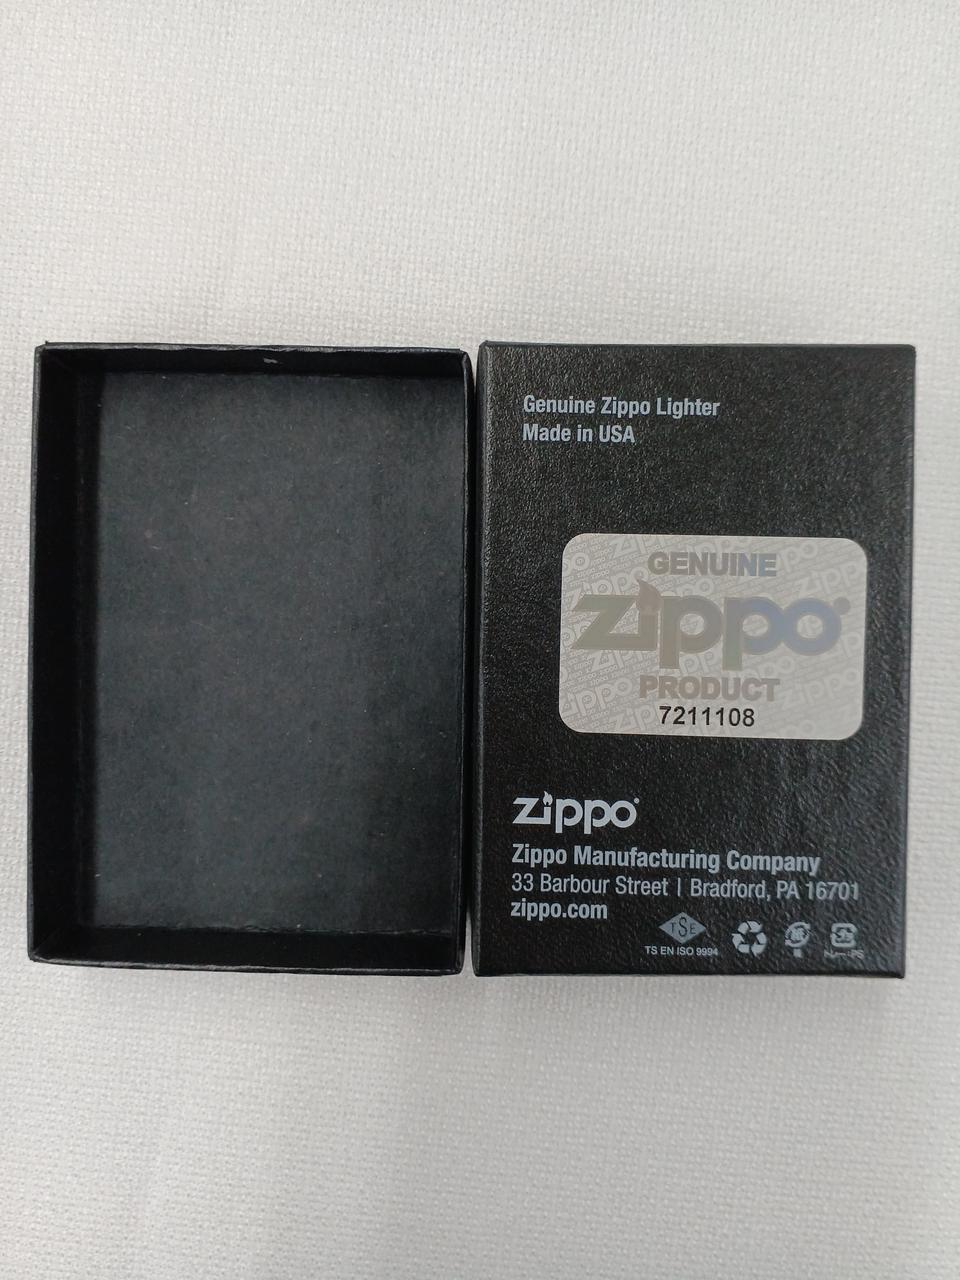 Genuine Zippo Lighter
Made in USA
GENUINE
zippo
PRODUCT
7211108
zippo
Zippo Manufacturing Company
33 Barbour Street | Bradford, PA 16701
zippo.com
TSE
TS EN ISO 9994